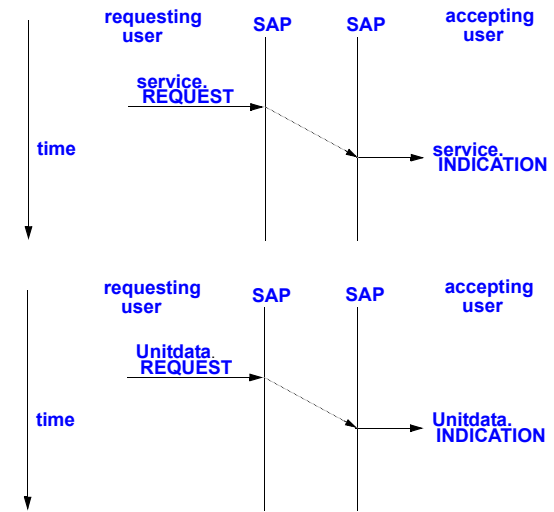 requesting
user
SAP
SAP
accepting
user
service.
REQUEST
time
service.
INDICATION
requesting
user
SAP
SAP
accepting
user
Unitdata.
REQUEST
time
Unitdata.
INDICATION